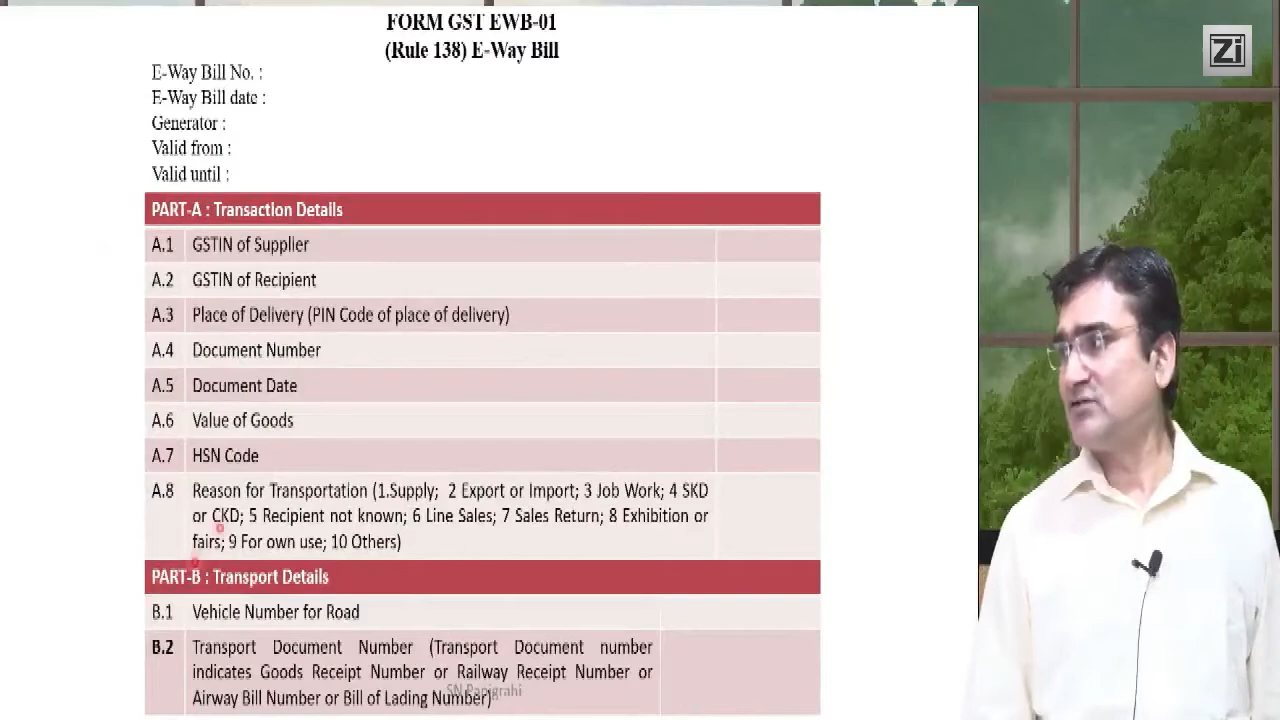 FORM GST EWB-01
(Rule 138) E-Way Bill
Zi
E-Way Bill No. :
E-Way Bill date :
Generator :
Valid from :
Valid until :
PART-A : Transaction Details
A.1 GSTIN of Supplier
A.2 GSTIN of Recipient
A.3 Place of Delivery (PIN Code of place of delivery)
A.4 Document Number
A.5 Document Date
A.6 Value of Goods
A.7 HSN Code
A.8 Reason for Transportation (1.Supply; 2 Export or Import; 3 Job Work; 4 SKD
or CKD; 5 Recipient not known; 6 Line Sales; 7 Sales Return; 8 Exhibition or
fairs; 9 For own use; 10 Others)
PART-B : Transport Details
B.1 Vehicle Number for Road
B.2 Transport Document Number (Transport Document number
indicates Goods Receipt Number or Railway Receipt Number or
Airway Bill Number or Bill of Lading Number)
SN Panigrahi